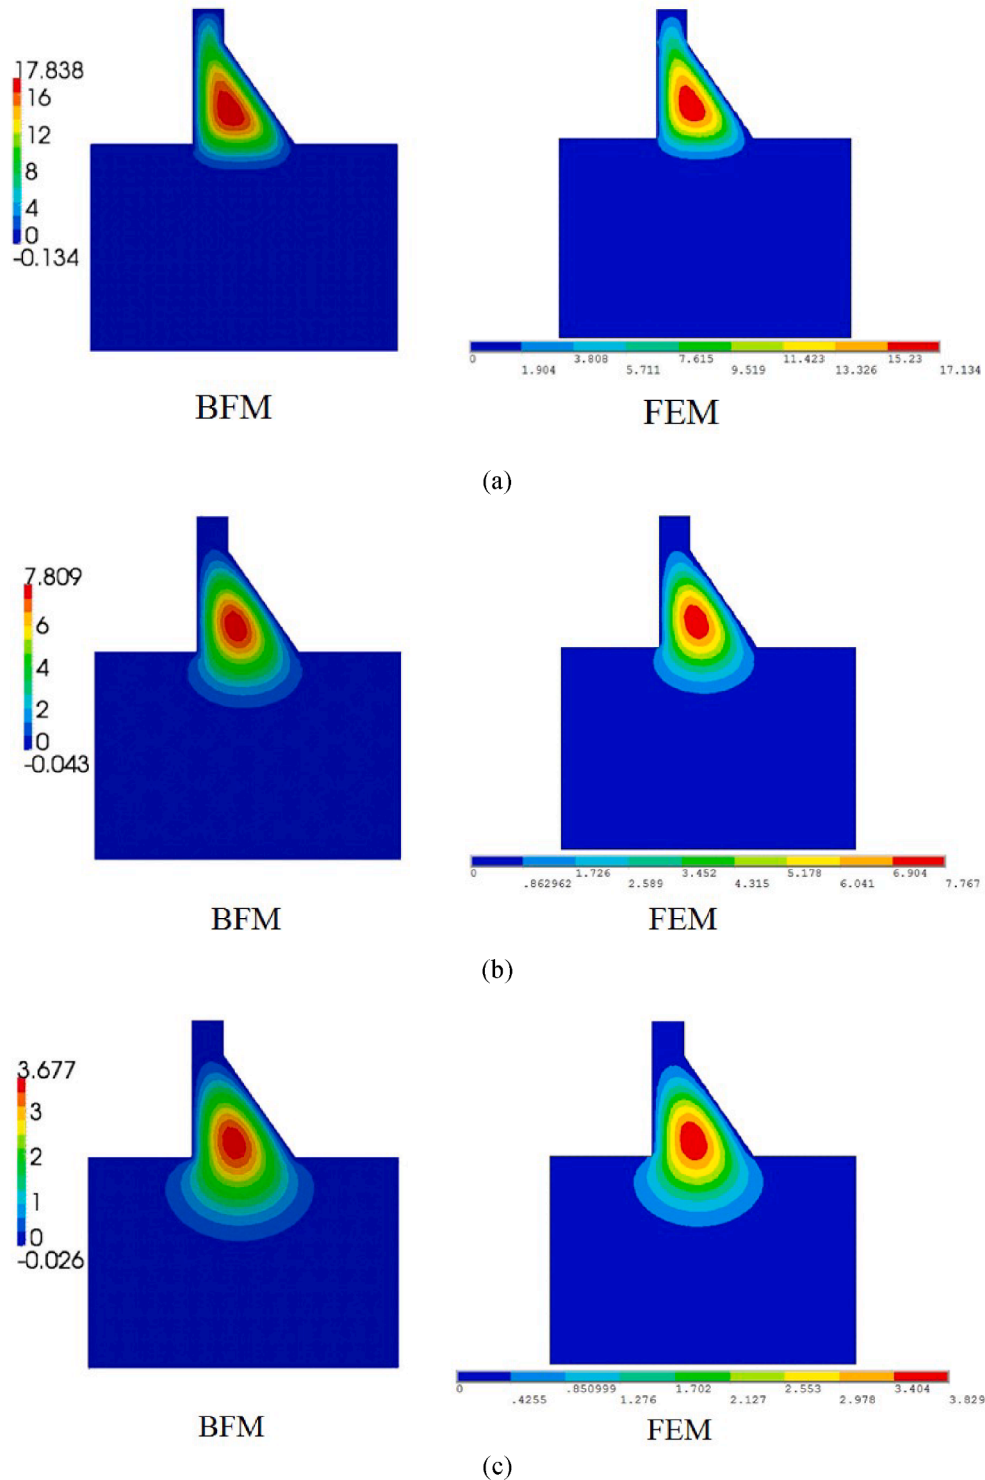 17.838
16
12
8
4
0
-0.134
0 3.808 7.615 11.423 15.23
1.904 5.711 9.519 13.326 17.134
BFM FEM
(a)
7.809
6
4
2
0
-0.043
0 1.726 3.452 5.178 6.904
.862962 2.589 4.315 6.041 7.767
BFM FEM
(b)
3.677
3
2
1
0
-0.026
0 .850999 1.702 2.553 3.404
.4255 1.276 2.127 2.978 3.829
BFM FEM
(c)